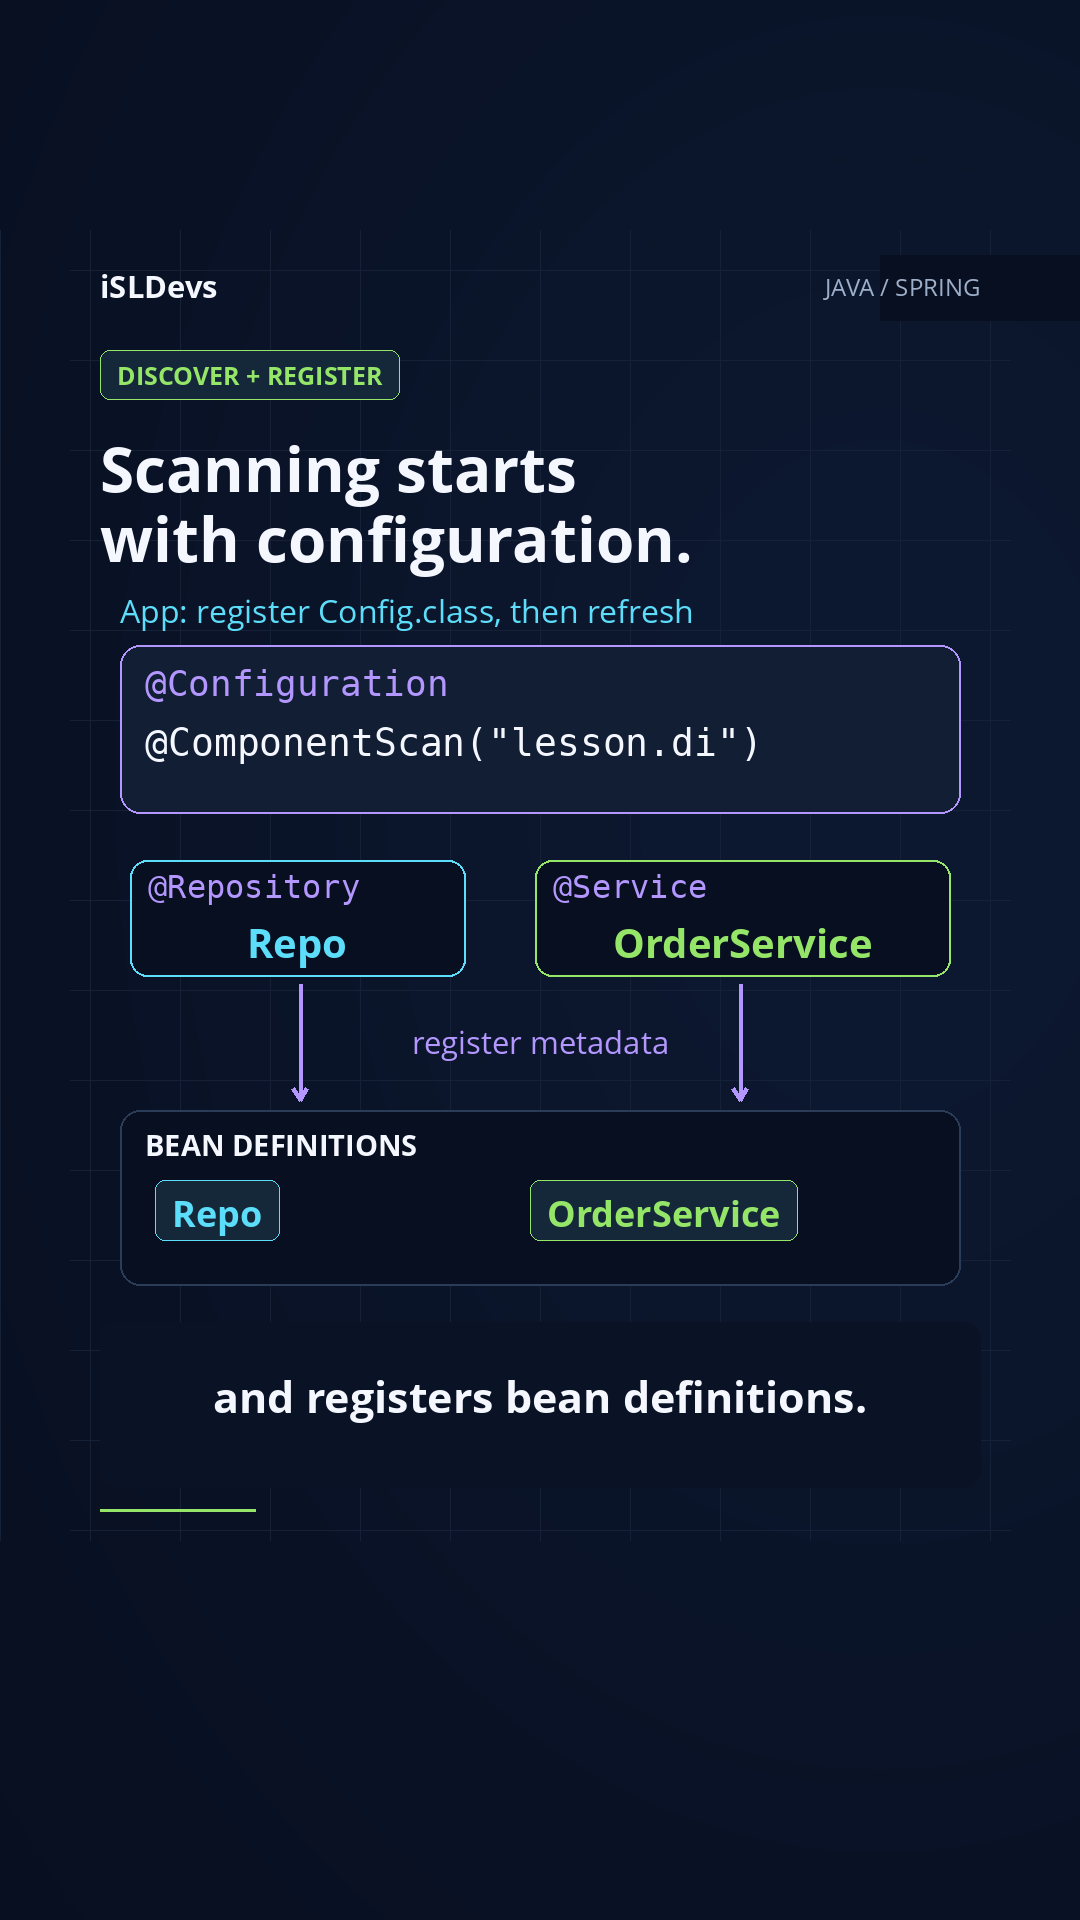 iSLDevs
JAVA / SPRING
DISCOVER + REGISTER
Scanning starts
with configuration.
App: register Config.class, then refresh
@Configuration
@ComponentScan("lesson.di")
@Repository
Repo
@Service
OrderService
register metadata
BEAN DEFINITIONS
Repo
OrderService
and registers bean definitions.